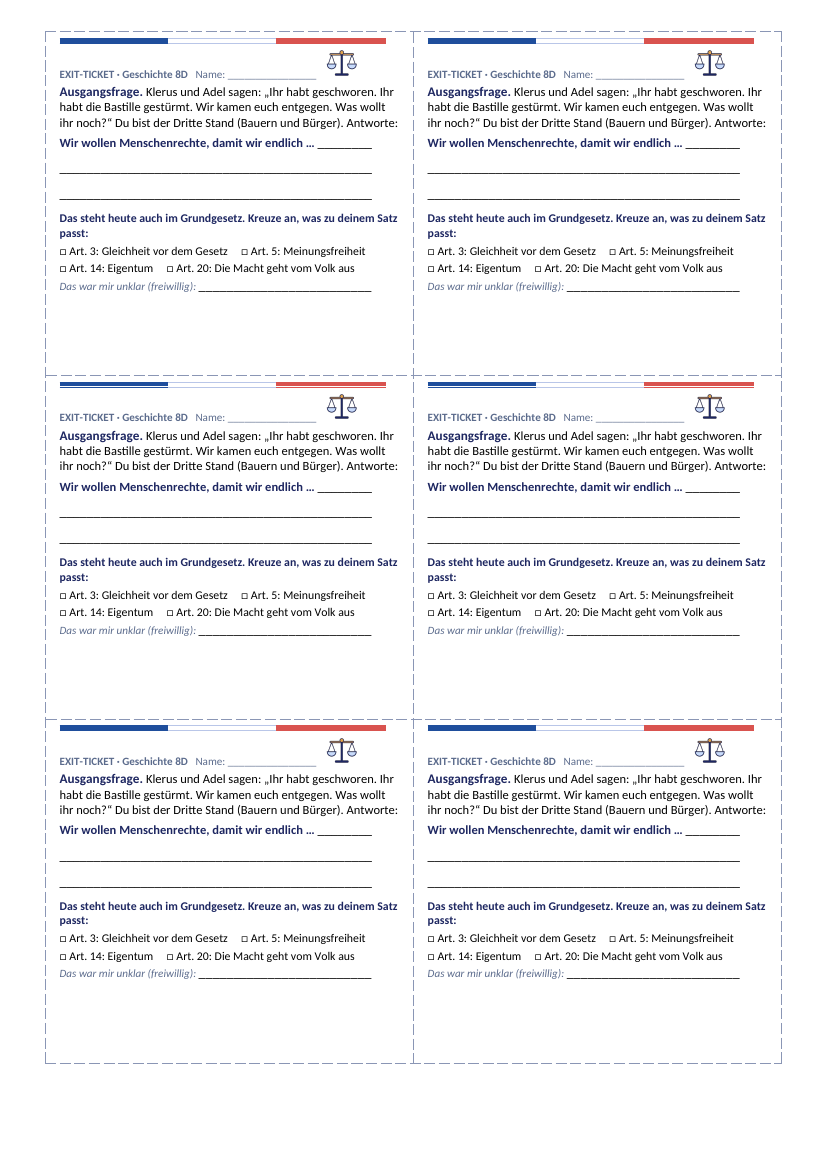 EXIT-TICKET · Geschichte 8D Name: ________________
Ausgangsfrage. Klerus und Adel sagen: „Ihr habt geschworen. Ihr
habt die Bastille gestürmt. Wir kamen euch entgegen. Was wollt
ihr noch?“ Du bist der Dritte Stand (Bauern und Bürger). Antworte:
Wir wollen Menschenrechte, damit wir endlich … ________
______________________________________________
______________________________________________
Das steht heute auch im Grundgesetz. Kreuze an, was zu deinem Satz
passt:
☐ Art. 3: Gleichheit vor dem Gesetz ☐ Art. 5: Meinungsfreiheit
☐ Art. 14: Eigentum ☐ Art. 20: Die Macht geht vom Volk aus
Das war mir unklar (freiwillig): __________________________
EXIT-TICKET · Geschichte 8D Name: ________________
Ausgangsfrage. Klerus und Adel sagen: „Ihr habt geschworen. Ihr
habt die Bastille gestürmt. Wir kamen euch entgegen. Was wollt
ihr noch?“ Du bist der Dritte Stand (Bauern und Bürger). Antworte:
Wir wollen Menschenrechte, damit wir endlich … ________
______________________________________________
______________________________________________
Das steht heute auch im Grundgesetz. Kreuze an, was zu deinem Satz
passt:
☐ Art. 3: Gleichheit vor dem Gesetz ☐ Art. 5: Meinungsfreiheit
☐ Art. 14: Eigentum ☐ Art. 20: Die Macht geht vom Volk aus
Das war mir unklar (freiwillig): __________________________
EXIT-TICKET · Geschichte 8D Name: ________________
Ausgangsfrage. Klerus und Adel sagen: „Ihr habt geschworen. Ihr
habt die Bastille gestürmt. Wir kamen euch entgegen. Was wollt
ihr noch?“ Du bist der Dritte Stand (Bauern und Bürger). Antworte:
Wir wollen Menschenrechte, damit wir endlich … ________
______________________________________________
______________________________________________
Das steht heute auch im Grundgesetz. Kreuze an, was zu deinem Satz
passt:
☐ Art. 3: Gleichheit vor dem Gesetz ☐ Art. 5: Meinungsfreiheit
☐ Art. 14: Eigentum ☐ Art. 20: Die Macht geht vom Volk aus
Das war mir unklar (freiwillig): __________________________
EXIT-TICKET · Geschichte 8D Name: ________________
Ausgangsfrage. Klerus und Adel sagen: „Ihr habt geschworen. Ihr
habt die Bastille gestürmt. Wir kamen euch entgegen. Was wollt
ihr noch?“ Du bist der Dritte Stand (Bauern und Bürger). Antworte:
Wir wollen Menschenrechte, damit wir endlich … ________
______________________________________________
______________________________________________
Das steht heute auch im Grundgesetz. Kreuze an, was zu deinem Satz
passt:
☐ Art. 3: Gleichheit vor dem Gesetz ☐ Art. 5: Meinungsfreiheit
☐ Art. 14: Eigentum ☐ Art. 20: Die Macht geht vom Volk aus
Das war mir unklar (freiwillig): __________________________
EXIT-TICKET · Geschichte 8D Name: ________________
Ausgangsfrage. Klerus und Adel sagen: „Ihr habt geschworen. Ihr
habt die Bastille gestürmt. Wir kamen euch entgegen. Was wollt
ihr noch?“ Du bist der Dritte Stand (Bauern und Bürger). Antworte:
Wir wollen Menschenrechte, damit wir endlich … ________
______________________________________________
______________________________________________
Das steht heute auch im Grundgesetz. Kreuze an, was zu deinem Satz
passt:
☐ Art. 3: Gleichheit vor dem Gesetz ☐ Art. 5: Meinungsfreiheit
☐ Art. 14: Eigentum ☐ Art. 20: Die Macht geht vom Volk aus
Das war mir unklar (freiwillig): __________________________
EXIT-TICKET · Geschichte 8D Name: ________________
Ausgangsfrage. Klerus und Adel sagen: „Ihr habt geschworen. Ihr
habt die Bastille gestürmt. Wir kamen euch entgegen. Was wollt
ihr noch?“ Du bist der Dritte Stand (Bauern und Bürger). Antworte:
Wir wollen Menschenrechte, damit wir endlich … ________
______________________________________________
______________________________________________
Das steht heute auch im Grundgesetz. Kreuze an, was zu deinem Satz
passt:
☐ Art. 3: Gleichheit vor dem Gesetz ☐ Art. 5: Meinungsfreiheit
☐ Art. 14: Eigentum ☐ Art. 20: Die Macht geht vom Volk aus
Das war mir unklar (freiwillig): __________________________